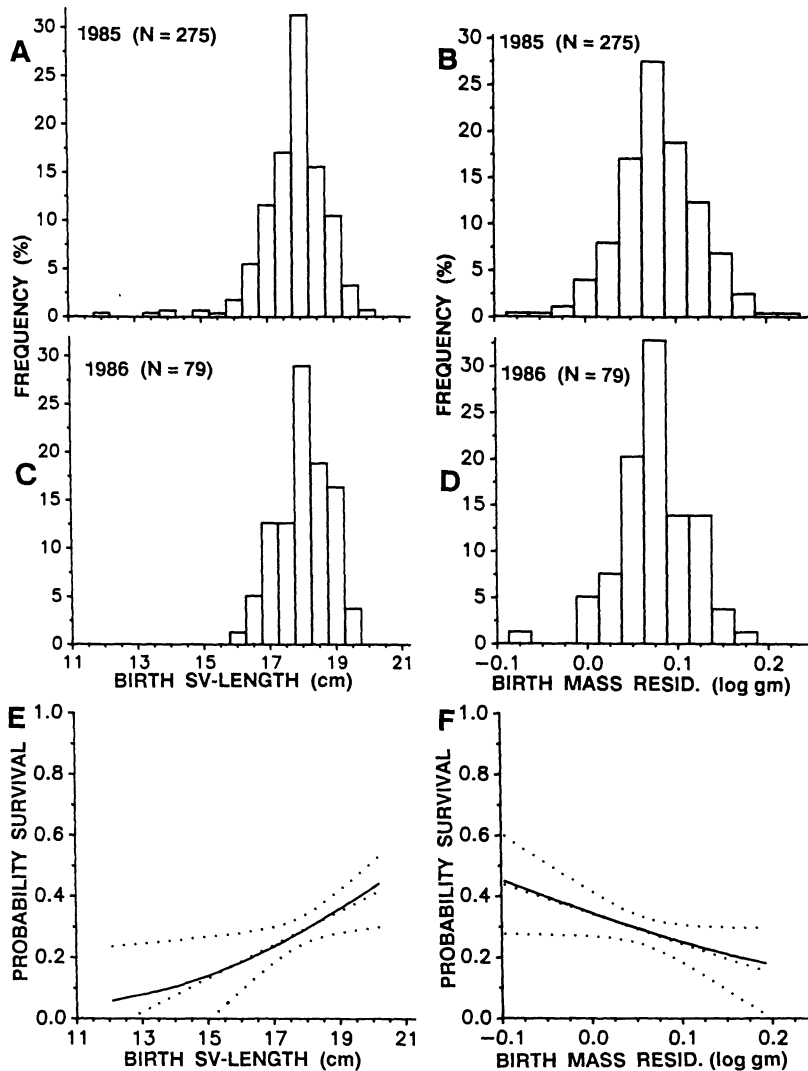 A
1985 (N = 275)
30
25
20
15
10
5
0
B
1985 (N = 275)
30
25
20
15
10
5
0
FREQUENCY (%)
FREQUENCY (%)
C
1986 (N = 79)
30
25
20
15
10
5
0
11 13 15 17 19 21
BIRTH SV-LENGTH (cm)
D
1986 (N = 79)
30
25
20
15
10
5
0
−0.1 0.0 0.1 0.2
BIRTH MASS RESID. (log gm)
E
PROBABILITY SURVIVAL
1.0
0.8
0.6
0.4
0.2
0.0
11 13 15 17 19 21
BIRTH SV-LENGTH (cm)
F
PROBABILITY SURVIVAL
1.0
0.8
0.6
0.4
0.2
0.0
−0.1 0.0 0.1 0.2
BIRTH MASS RESID. (log gm)